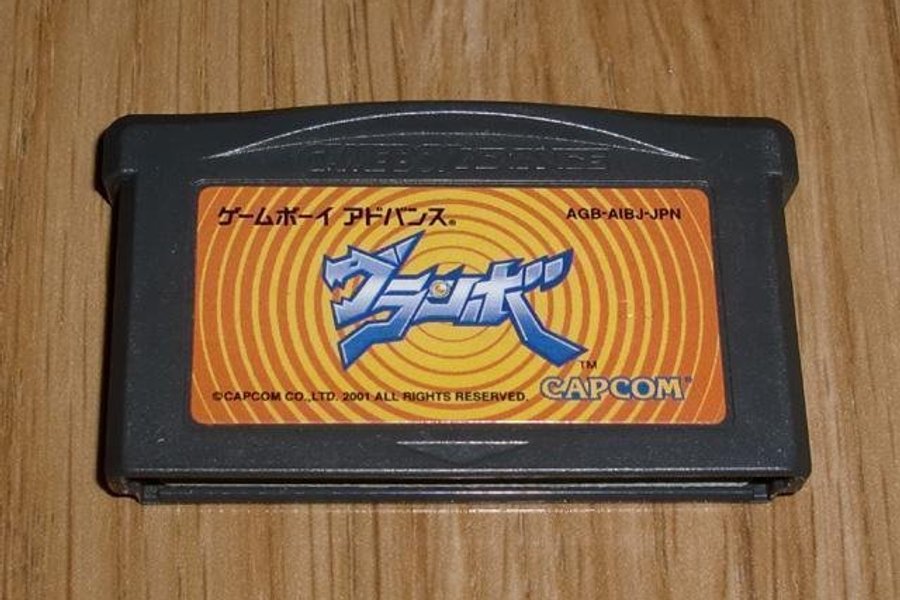 GAME BOY ADVANCE
ゲームボーイ アドバンス®
AGB-AIBJ-JPN
グランボ
TM
©CAPCOM CO.,LTD. 2001 ALL RIGHTS RESERVED.
CAPCOM®